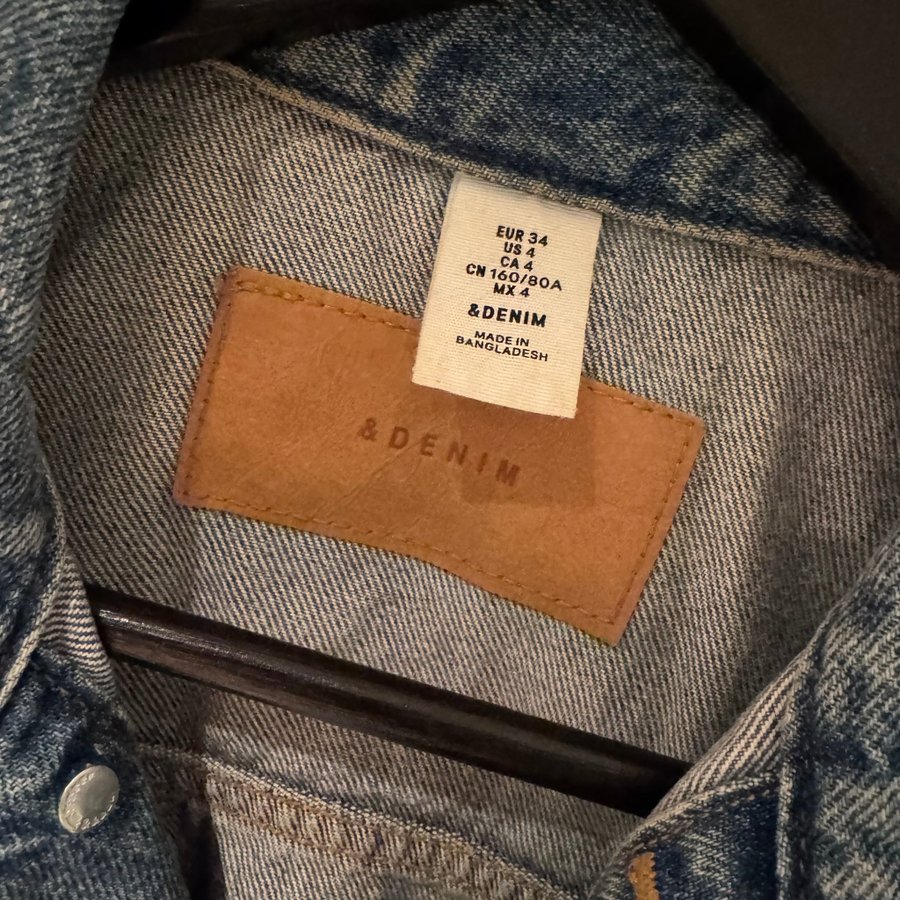 EUR 34
US 4
CA 4
CN 160/80A
MX 4
&DENIM
MADE IN
BANGLADESH
&DENIM